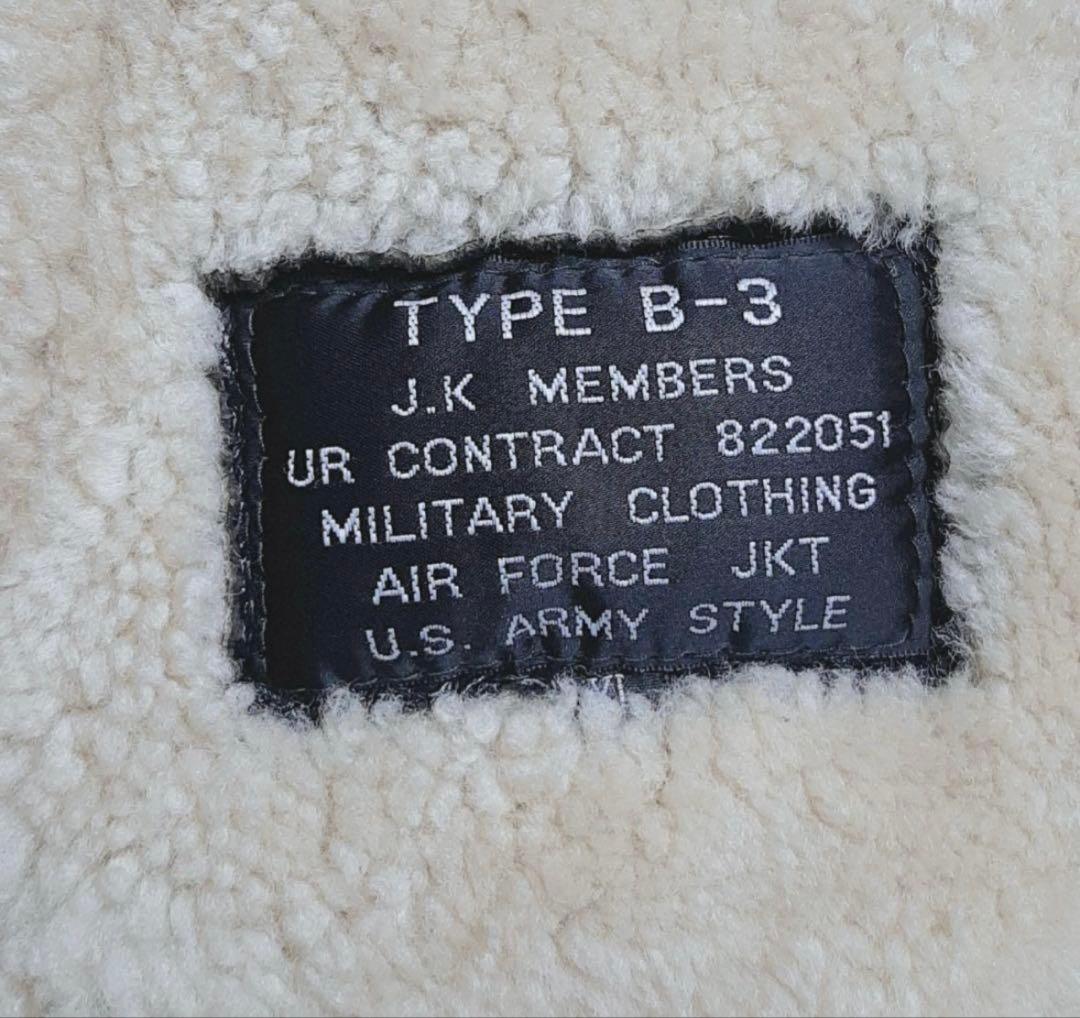 TYPE B-3
J.K MEMBERS
UR CONTRACT 822051
MILITARY CLOTHING
AIR FORCE JKT
U.S. ARMY STYLE